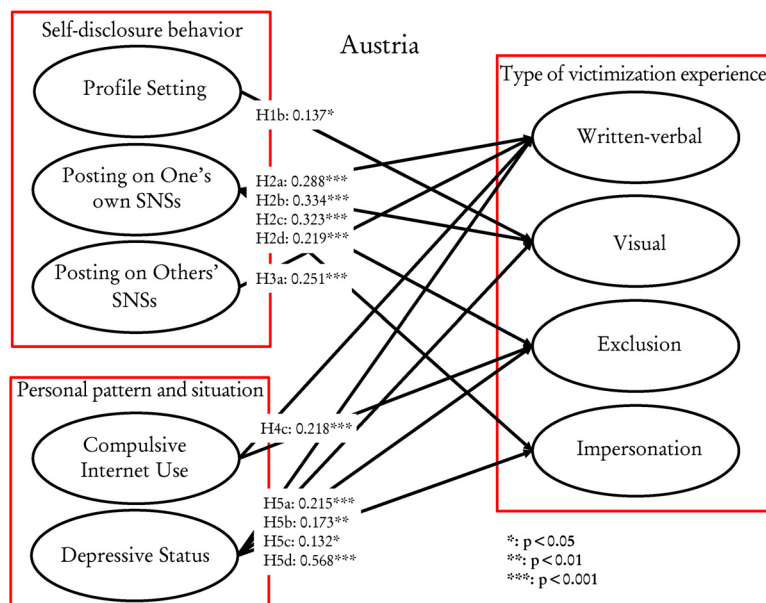 Self-disclosure behavior
Austria
Profile Setting
Posting on One's
own SNSs
Posting on Others'
SNSs
H1b: 0.137*
H2a: 0.288***
H2b: 0.334***
H2c: 0.323***
H2d: 0.219***
H3a: 0.251***
Type of victimization experience
Written-verbal
Visual
Exclusion
Impersonation
Personal pattern and situation
Compulsive
Internet Use
Depressive Status
H4c: 0.218***
H5a: 0.215***
H5b: 0.173**
H5c: 0.132*
H5d: 0.568***
*: p<0.05
**: p<0.01
***: p<0.001